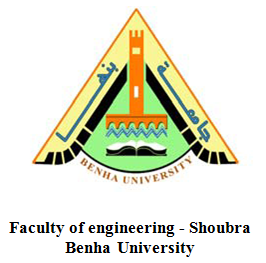 جامعة بنها
BENHA UNIVERSITY
Faculty of engineering - Shoubra
Benha University